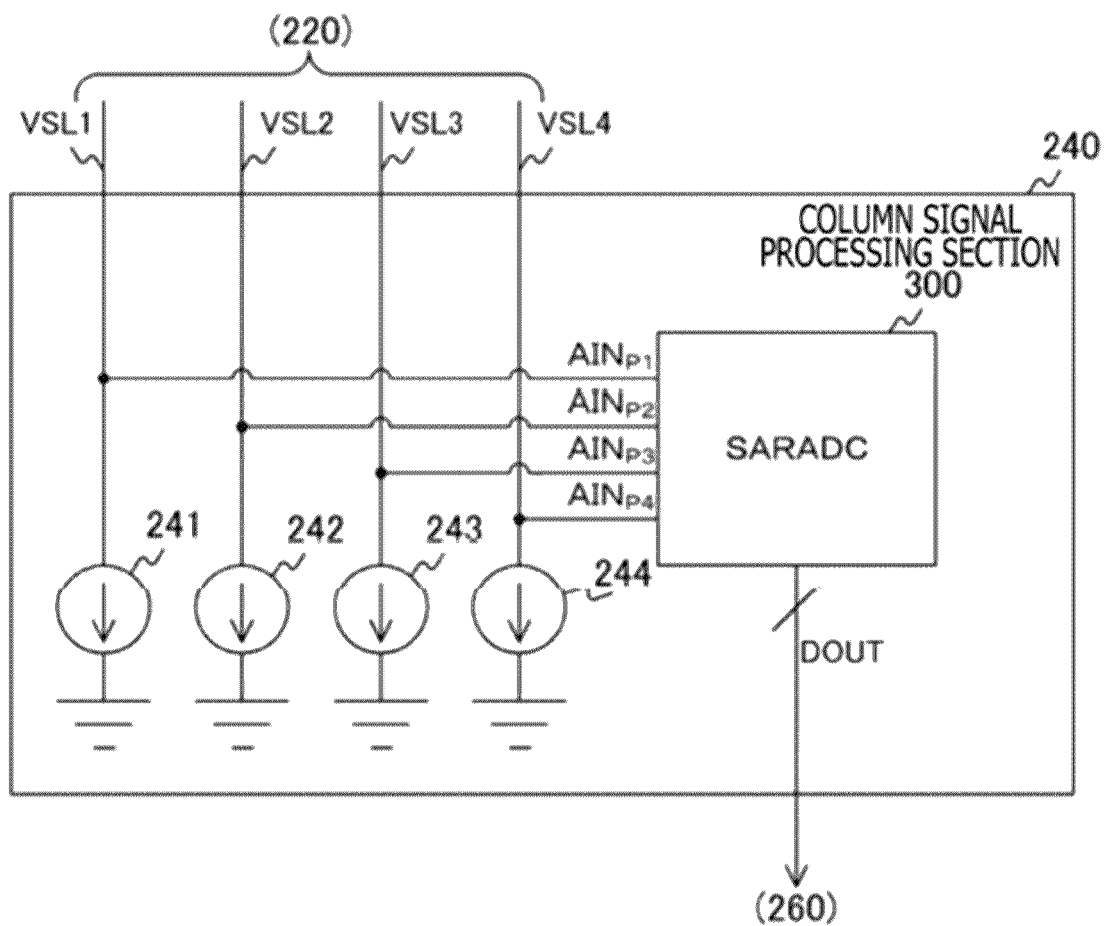 (220)
VSL1 VSL2 VSL3 VSL4
240
COLUMN SIGNAL
PROCESSING SECTION
300
AINP1
AINP2
AINP3
AINP4
SARADC
241 242 243 244
DOUT
(260)